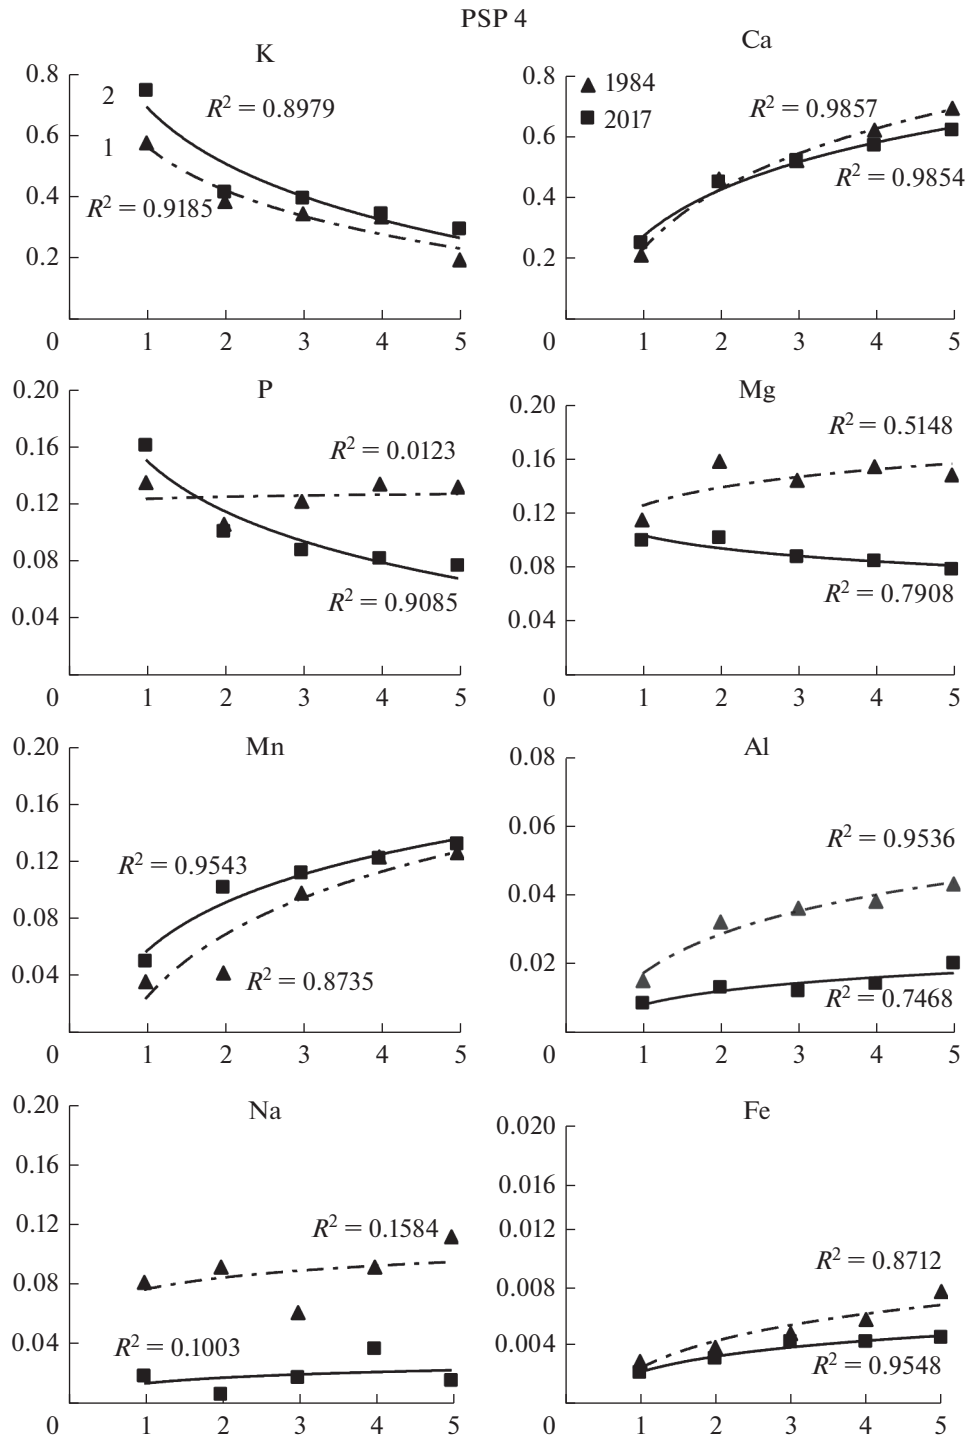 PSP 4
K
0.8
0.6
0.4
0.2
0
1 2 3 4 5
2
1
R² = 0.8979
R² = 0.9185
Ca
0.8
0.6
0.4
0.2
0
1 2 3 4 5
1984
2017
R² = 0.9857
R² = 0.9854
P
0.20
0.16
0.12
0.08
0.04
0
1 2 3 4 5
R² = 0.0123
R² = 0.9085
Mg
0.20
0.16
0.12
0.08
0.04
0
1 2 3 4 5
R² = 0.5148
R² = 0.7908
Mn
0.20
0.16
0.12
0.08
0.04
0
1 2 3 4 5
R² = 0.9543
R² = 0.8735
Al
0.08
0.06
0.04
0.02
0
1 2 3 4 5
R² = 0.9536
R² = 0.7468
Na
0.20
0.16
0.12
0.08
0.04
0
1 2 3 4 5
R² = 0.1584
R² = 0.1003
Fe
0.020
0.016
0.012
0.008
0.004
0
1 2 3 4 5
R² = 0.8712
R² = 0.9548